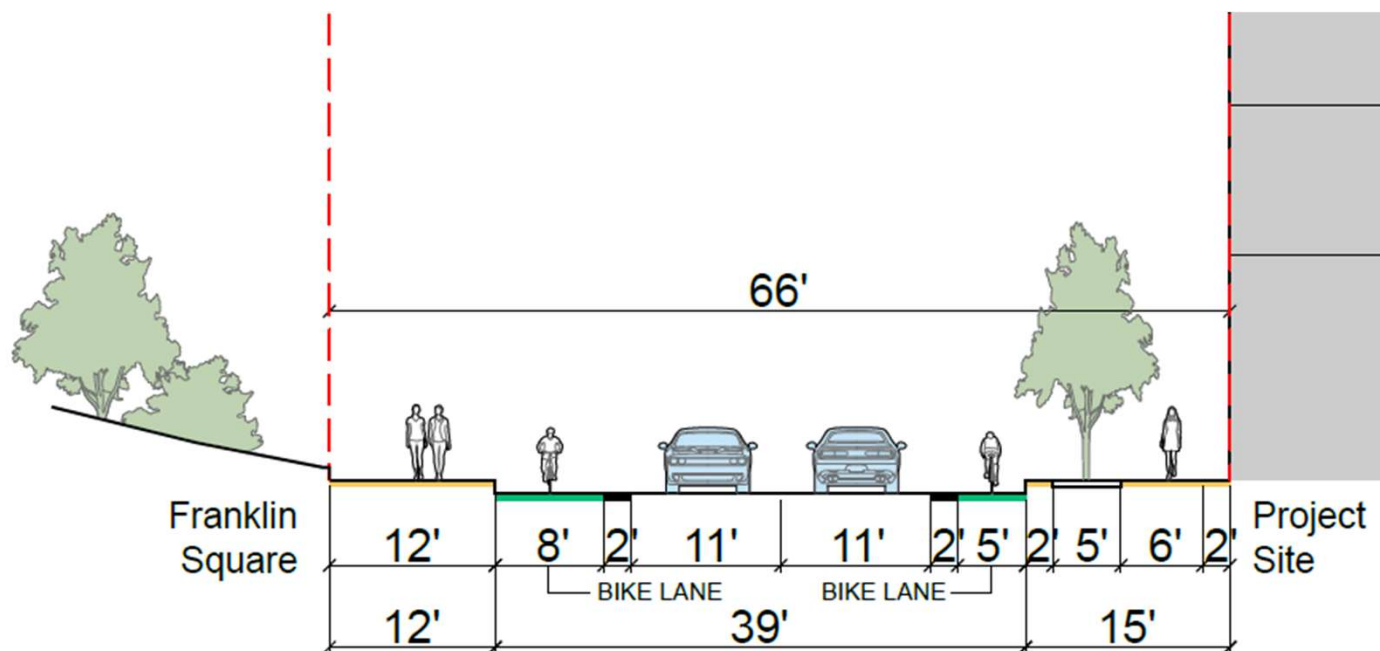 66'
Franklin
Square
12' 8' 2' 11' 11' 2' 5' 2' 5' 6' 2'
Project
Site
BIKE LANE BIKE LANE
12' 39' 15'